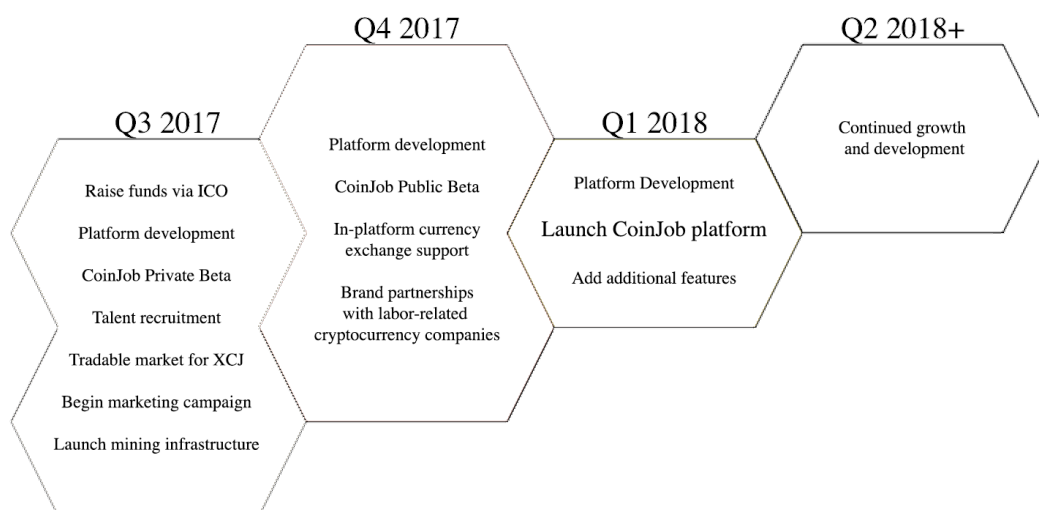 Q3 2017
Raise funds via ICO
Platform development
CoinJob Private Beta
Talent recruitment
Tradable market for XCJ
Begin marketing campaign
Launch mining infrastructure
Q4 2017
Platform development
CoinJob Public Beta
In-platform currency
exchange support
Brand partnerships
with labor-related
cryptocurrency companies
Q1 2018
Platform Development
Launch CoinJob platform
Add additional features
Q2 2018+
Continued growth
and development